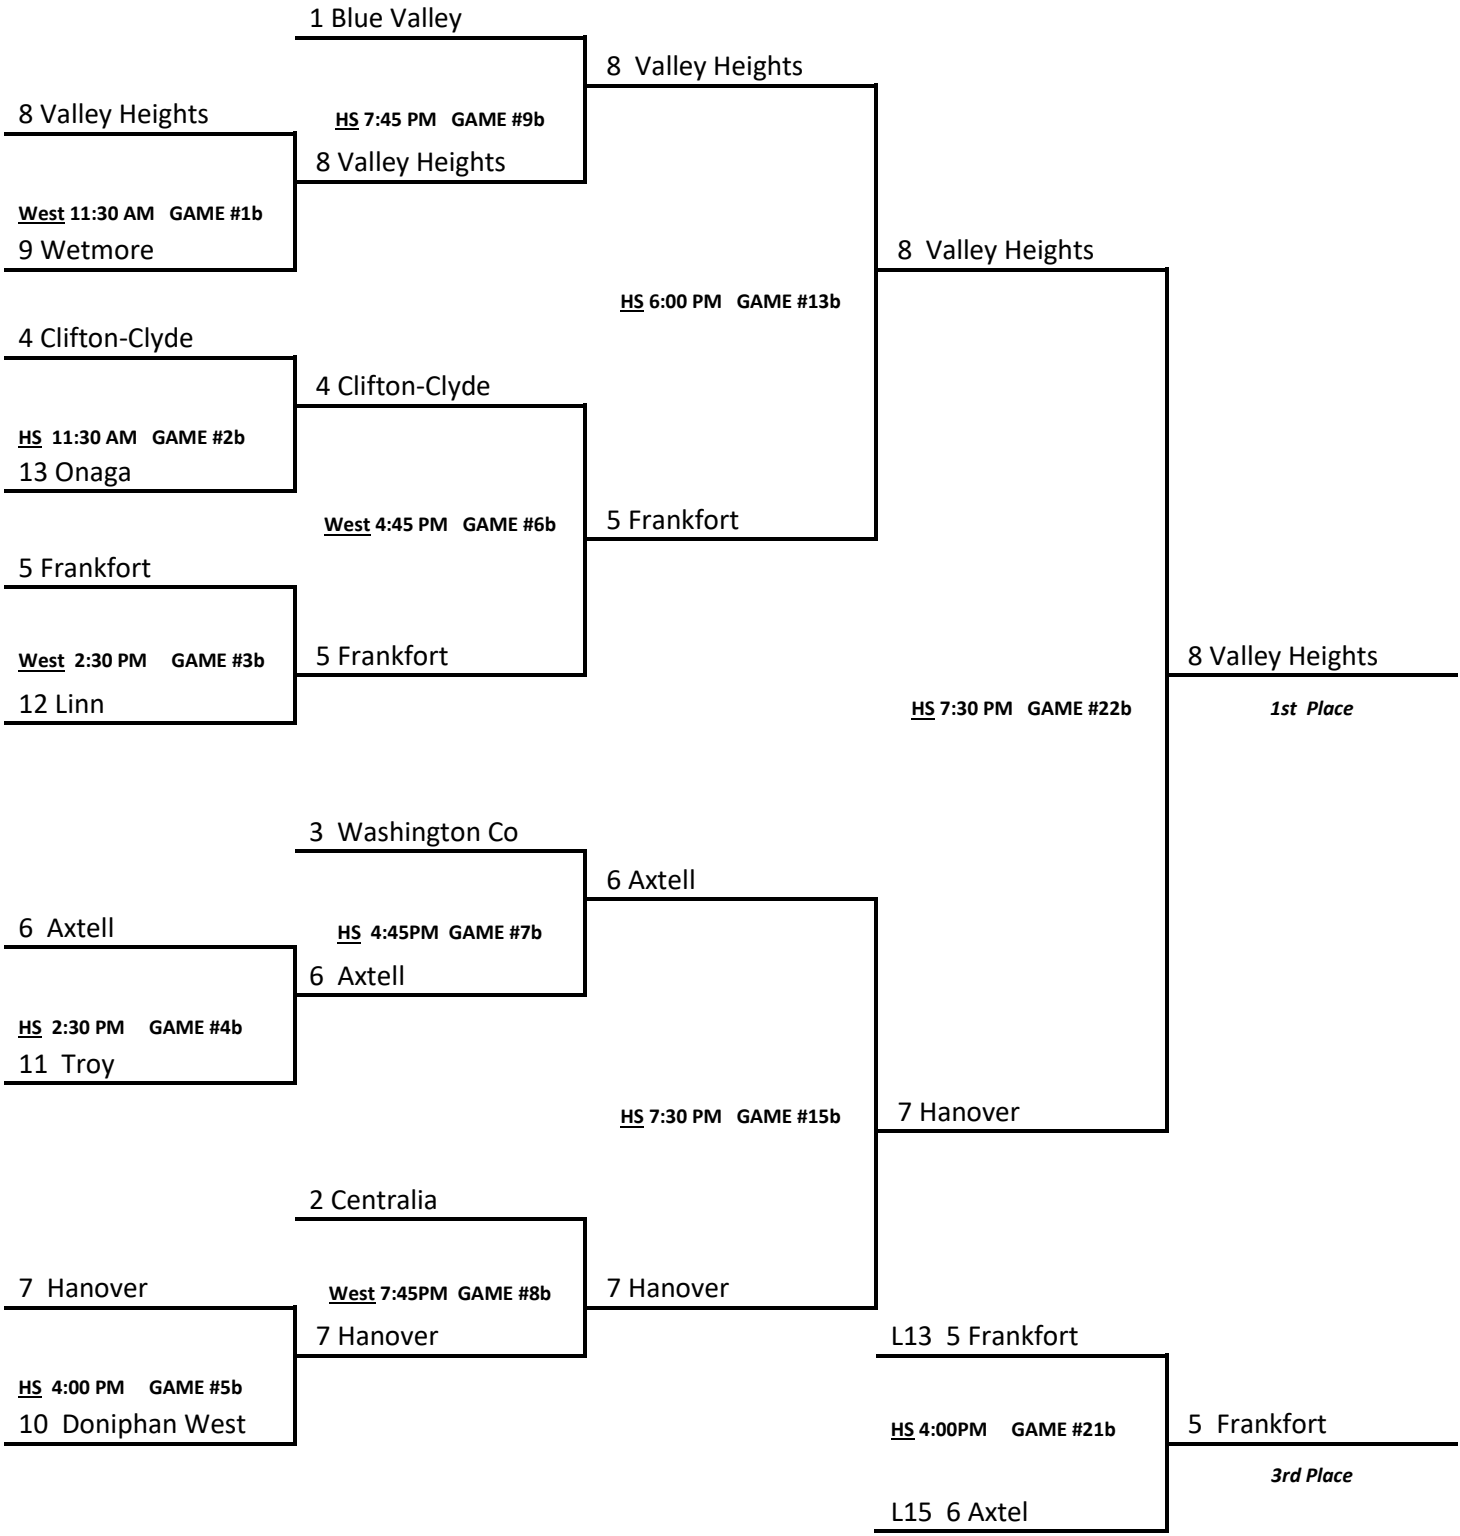 1 Blue Valley
8 Valley Heights
8 Valley Heights
HS 7:45 PM GAME #9b
8 Valley Heights
West 11:30 AM GAME #1b
9 Wetmore
8 Valley Heights
HS 6:00 PM GAME #13b
4 Clifton-Clyde
4 Clifton-Clyde
HS 11:30 AM GAME #2b
13 Onaga
West 4:45 PM GAME #6b
5 Frankfort
5 Frankfort
West 2:30 PM GAME #3b
5 Frankfort
8 Valley Heights
12 Linn
HS 7:30 PM GAME #22b
1st Place
3 Washington Co
6 Axtell
6 Axtell
HS 4:45PM GAME #7b
6 Axtell
HS 2:30 PM GAME #4b
11 Troy
HS 7:30 PM GAME #15b
7 Hanover
2 Centralia
7 Hanover
West 7:45PM GAME #8b
7 Hanover
7 Hanover
L13 5 Frankfort
HS 4:00 PM GAME #5b
10 Doniphan West
HS 4:00PM GAME #21b
5 Frankfort
3rd Place
L15 6 Axtel